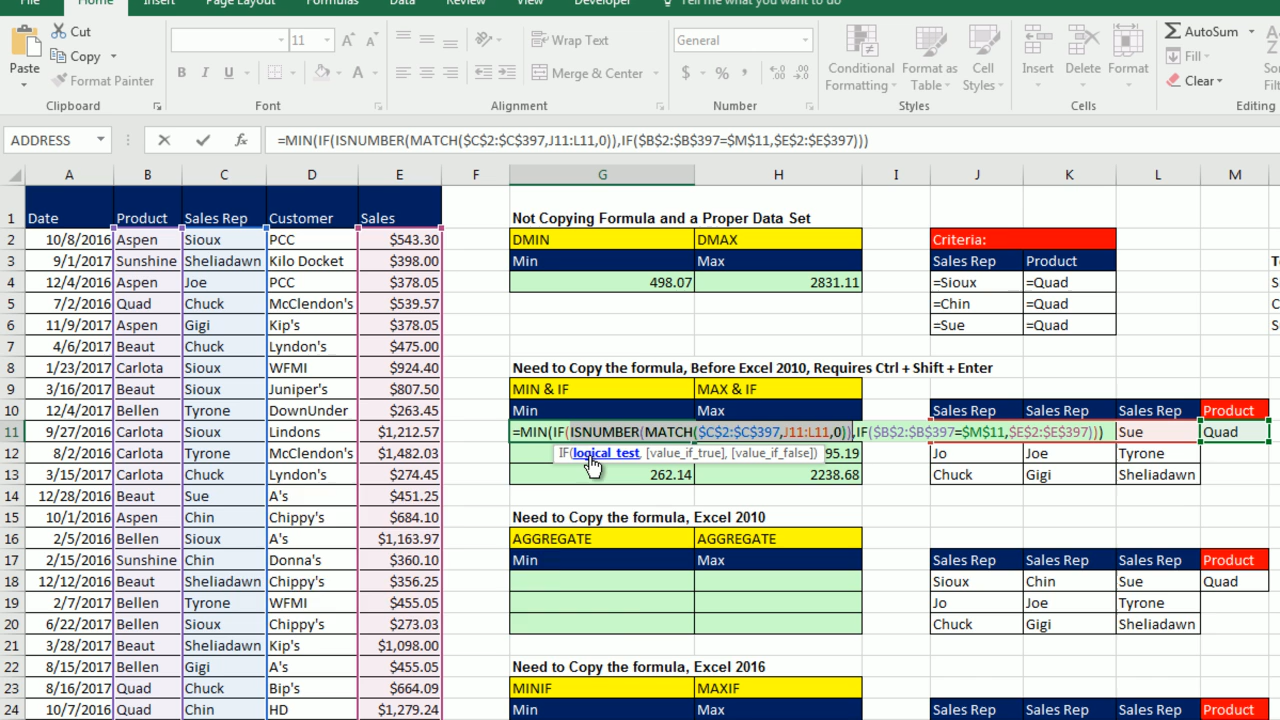 File Home Insert Page Layout Formulas Data Review View Developer Tell me what you want to do
Paste Cut Copy Format Painter 11 A A Wrap Text General Conditional Formatting Format as Table Cell Styles Insert Delete Format AutoSum Fill Clear
B I U A Merge & Center $ % ,
Clipboard Font Alignment Number Styles Cells Editing
ADDRESS fx =MIN(IF(ISNUMBER(MATCH($C$2:$C$397,J11:L11,0)),IF($B$2:$B$397=$M$11,$E$2:$E$397)))
A B C D E F G H I J K L M
1 Date Product Sales Rep Customer Sales Not Copying Formula and a Proper Data Set
2 10/8/2016 Aspen Sioux PCC $543.30 DMIN DMAX Criteria:
3 9/1/2017 Sunshine Sheliadawn Kilo Docket $398.00 Min Max Sales Rep Product
4 12/4/2016 Aspen Joe PCC $378.05 498.07 2831.11 =Sioux =Quad
5 7/2/2016 Quad Chuck McClendon's $539.57 =Chin =Quad
6 11/9/2017 Aspen Gigi Kip's $378.05 =Sue =Quad
7 4/6/2017 Beaut Chuck Lyndon's $475.00
8 1/23/2017 Carlota Sioux WFMI $924.40 Need to Copy the formula, Before Excel 2010, Requires Ctrl + Shift + Enter
9 3/16/2017 Beaut Sioux Juniper's $807.50 MIN & IF MAX & IF
10 12/4/2017 Bellen Tyrone DownUnder $263.45 Min Max Sales Rep Sales Rep Sales Rep Product
11 9/27/2016 Carlota Sioux Lindons $1,212.57 =MIN(IF(ISNUMBER(MATCH($C$2:$C$397,J11:L11,0)),IF($B$2:$B$397=$M$11,$E$2:$E$397))) Sue Quad
12 8/2/2016 Carlota Tyrone McClendon's $1,482.03 IF(logical_test, [value_if_true], [value_if_false]) 95.19 Jo Joe Tyrone
13 3/15/2017 Carlota Chuck Lyndon's $274.45 262.14 2238.68 Chuck Gigi Sheliadawn
14 12/28/2016 Beaut Sue A's $451.25
15 10/1/2016 Aspen Chin Chippy's $684.10 Need to Copy the formula, Excel 2010
16 2/5/2016 Bellen Sioux A's $1,163.97 AGGREGATE AGGREGATE
17 2/15/2016 Sunshine Chin Donna's $360.10 Min Max Sales Rep Sales Rep Sales Rep Product
18 12/12/2016 Beaut Sheliadawn Chippy's $356.25 Sioux Chin Sue Quad
19 2/7/2017 Bellen Tyrone WFMI $455.05 Jo Joe Tyrone
20 6/22/2017 Bellen Sioux Chippy's $273.03 Chuck Gigi Sheliadawn
21 3/28/2017 Beaut Sheliadawn Kip's $1,098.00
22 8/15/2017 Bellen Gigi A's $455.05 Need to Copy the formula, Excel 2016
23 8/16/2017 Quad Chuck Bip's $664.09 MINIF MAXIF
24 10/7/2016 Quad Chin HD $1,279.24 Min Max Sales Rep Sales Rep Sales Rep Product